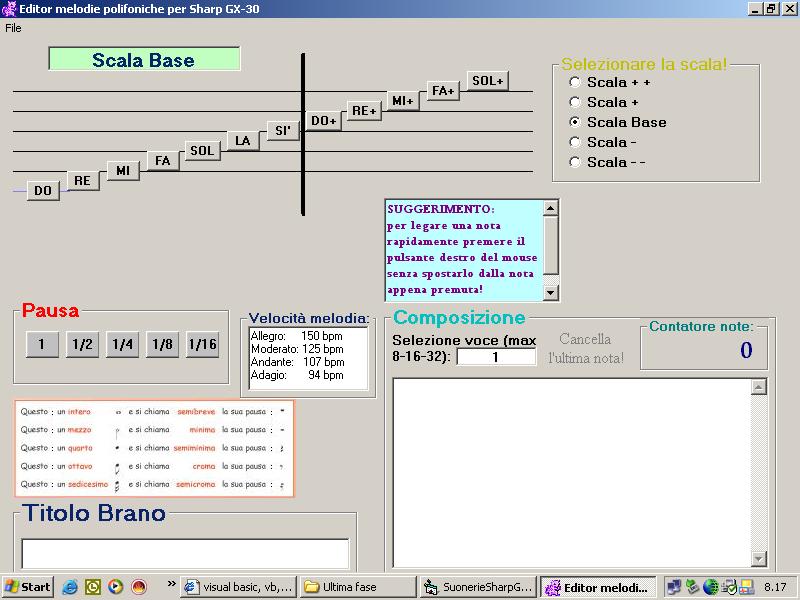 Editor melodie polifoniche per Sharp GX-30
File
Scala Base
Selezionare la scala!
Scala + +
Scala +
Scala Base
Scala -
Scala - -
DO
RE
MI
FA
SOL
LA
SI'
DO+
RE+
MI+
FA+
SOL+
SUGGERIMENTO:
per legare una nota
rapidamente premere il
pulsante destro del mouse
senza spostarlo dalla nota
appena premuta!
Pausa
1 1/2 1/4 1/8 1/16
Velocità melodia:
Allegro: 150 bpm
Moderato: 125 bpm
Andante: 107 bpm
Adagio: 94 bpm
Composizione
Selezione voce (max
8-16-32): 1
Cancella
l'ultima nota!
Contatore note:
0
Questo : un intero e si chiama semibreve la sua pausa :
Questo : un mezzo e si chiama minima la sua pausa :
Questo : un quarto e si chiama semiminima la sua pausa :
Questo : un ottavo e si chiama croma la sua pausa :
Questo : un sedicesimo e si chiama semicroma la sua pausa :
Titolo Brano
Start » visual basic, vb,... Ultima fase SuonerieSharpG... Editor melodi... 8.17